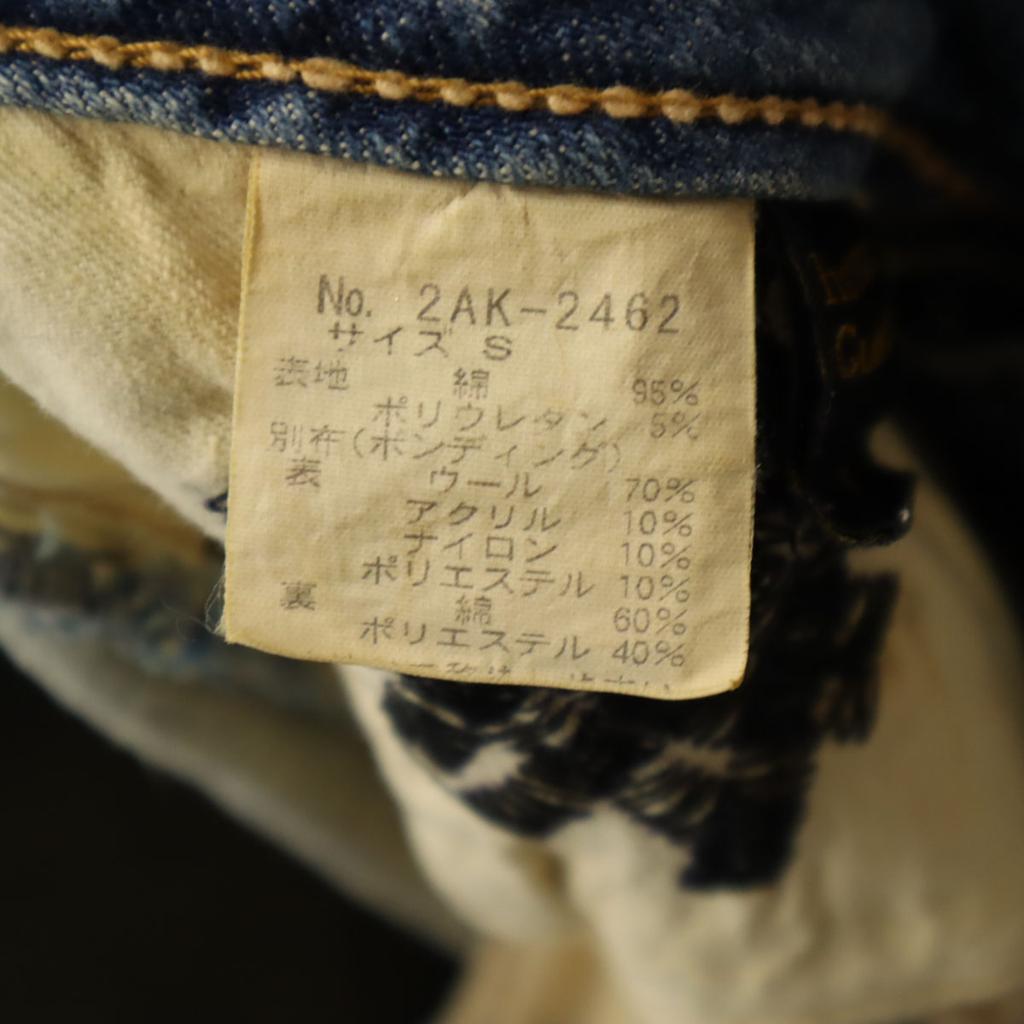 No. 2AK-2462
サイズ S
表地 綿 95%
ポリウレタン 5%
別布(ボンディング)
表 ウール 70%
アクリル 10%
ナイロン 10%
ポリエステル 10%
裏 綿 60%
ポリエステル 40%